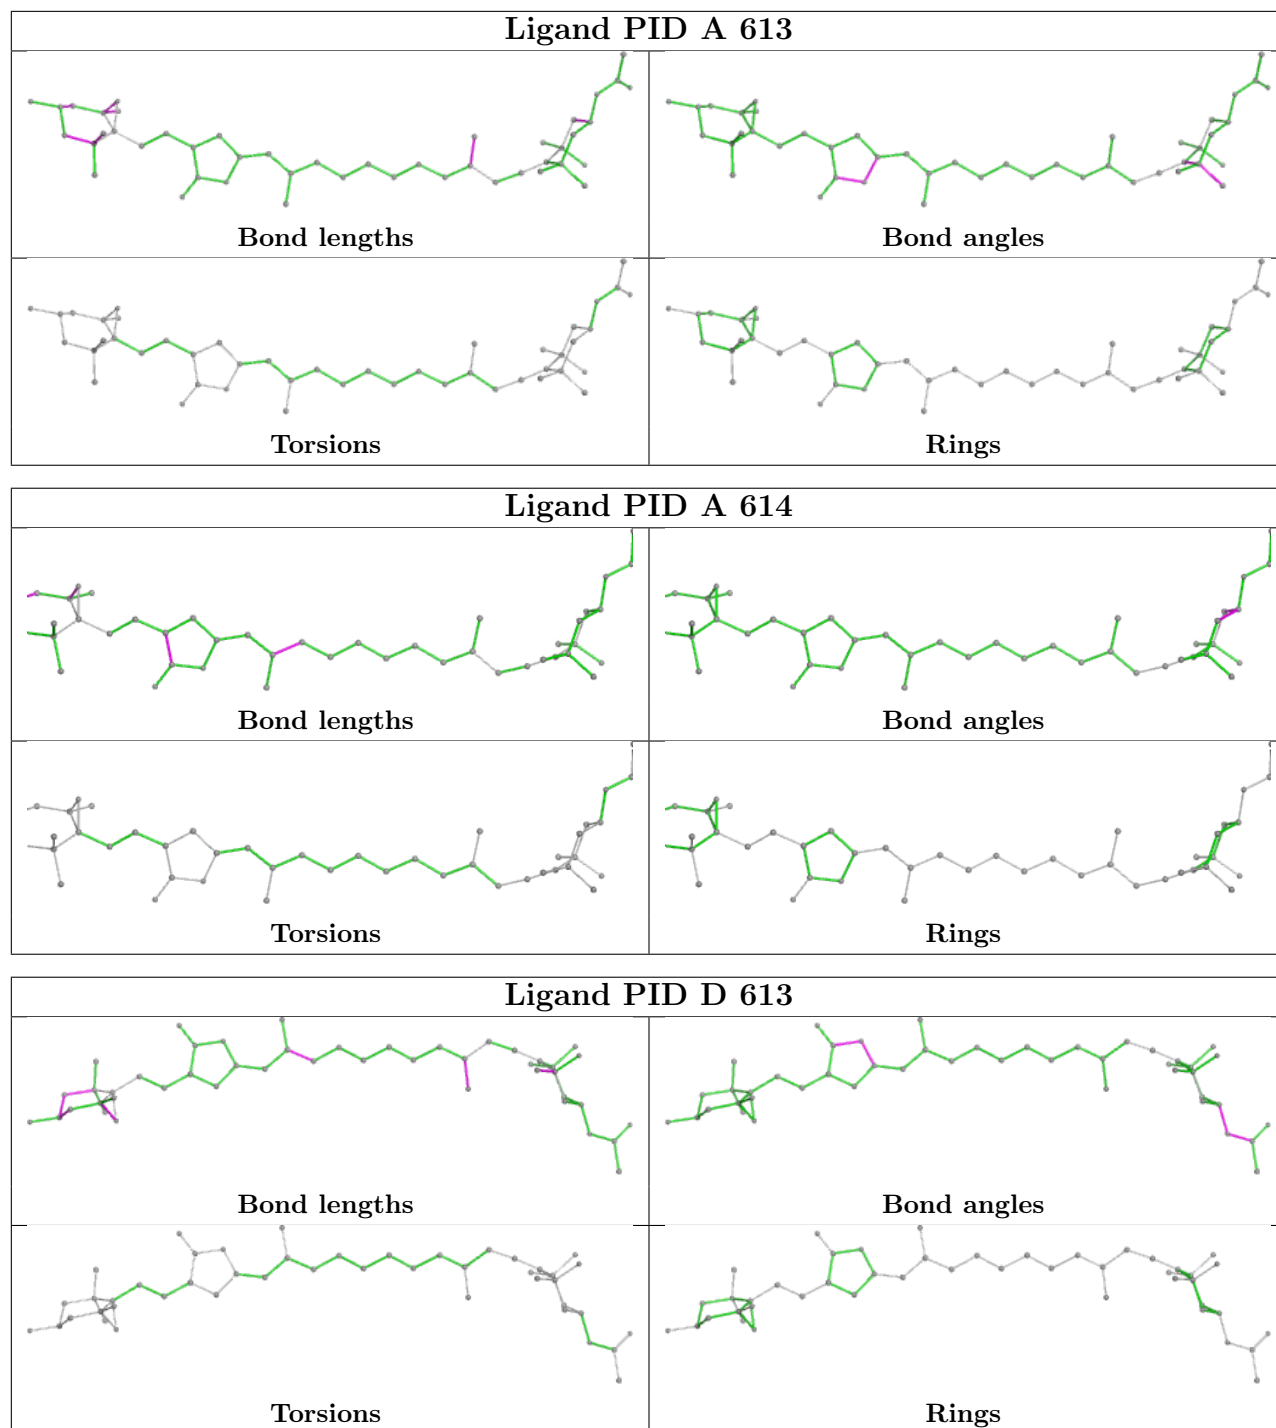 Ligand PID A 613
Bond lengths
Bond angles
Torsions
Rings
Ligand PID A 614
Bond lengths
Bond angles
Torsions
Rings
Ligand PID D 613
Bond lengths
Bond angles
Torsions
Rings